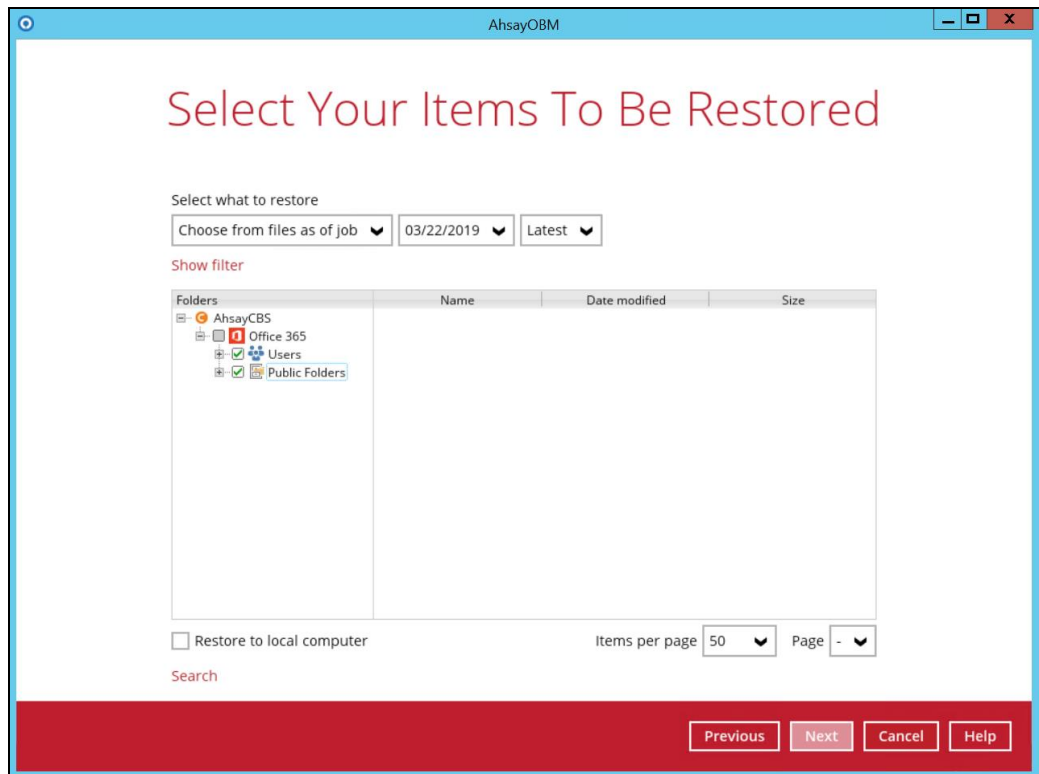 AhsayOBM
Select Your Items To Be Restored
Select what to restore
Choose from files as of job 03/22/2019 Latest
Show filter
Folders Name Date modified Size
AhsayCBS
Office 365
Users
Public Folders
Restore to local computer Items per page 50 Page -
Search
Previous Next Cancel Help